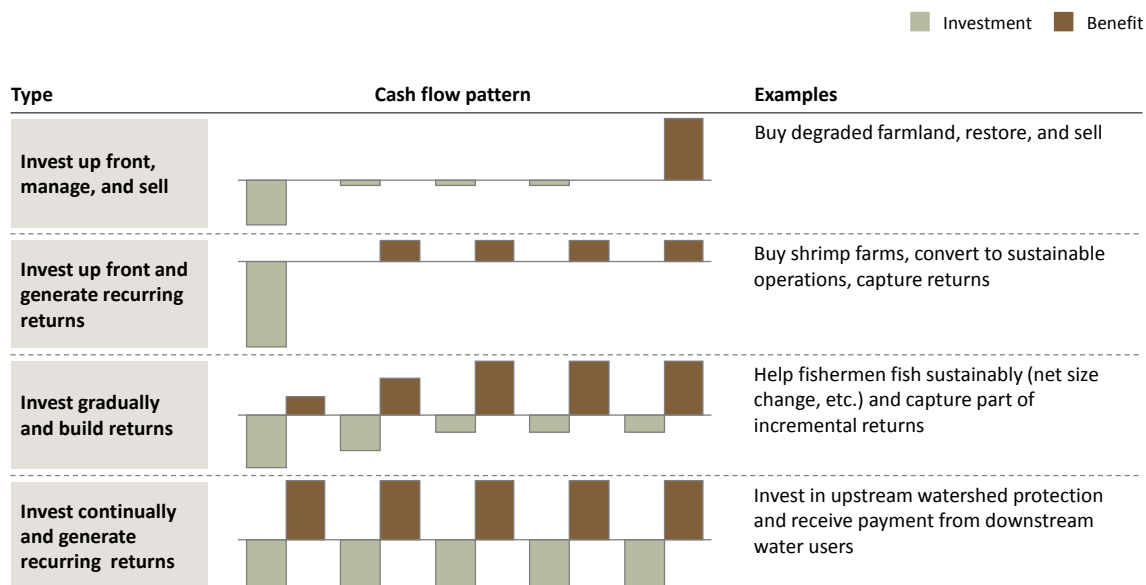 Investment
Benefit
Type
Cash flow pattern
Examples
Invest up front,
manage, and sell
Buy degraded farmland, restore, and sell
Invest up front and
generate recurring
returns
Buy shrimp farms, convert to sustainable
operations, capture returns
Invest gradually
and build returns
Help fishermen fish sustainably (net size
change, etc.) and capture part of
incremental returns
Invest continually
and generate
recurring returns
Invest in upstream watershed protection
and receive payment from downstream
water users